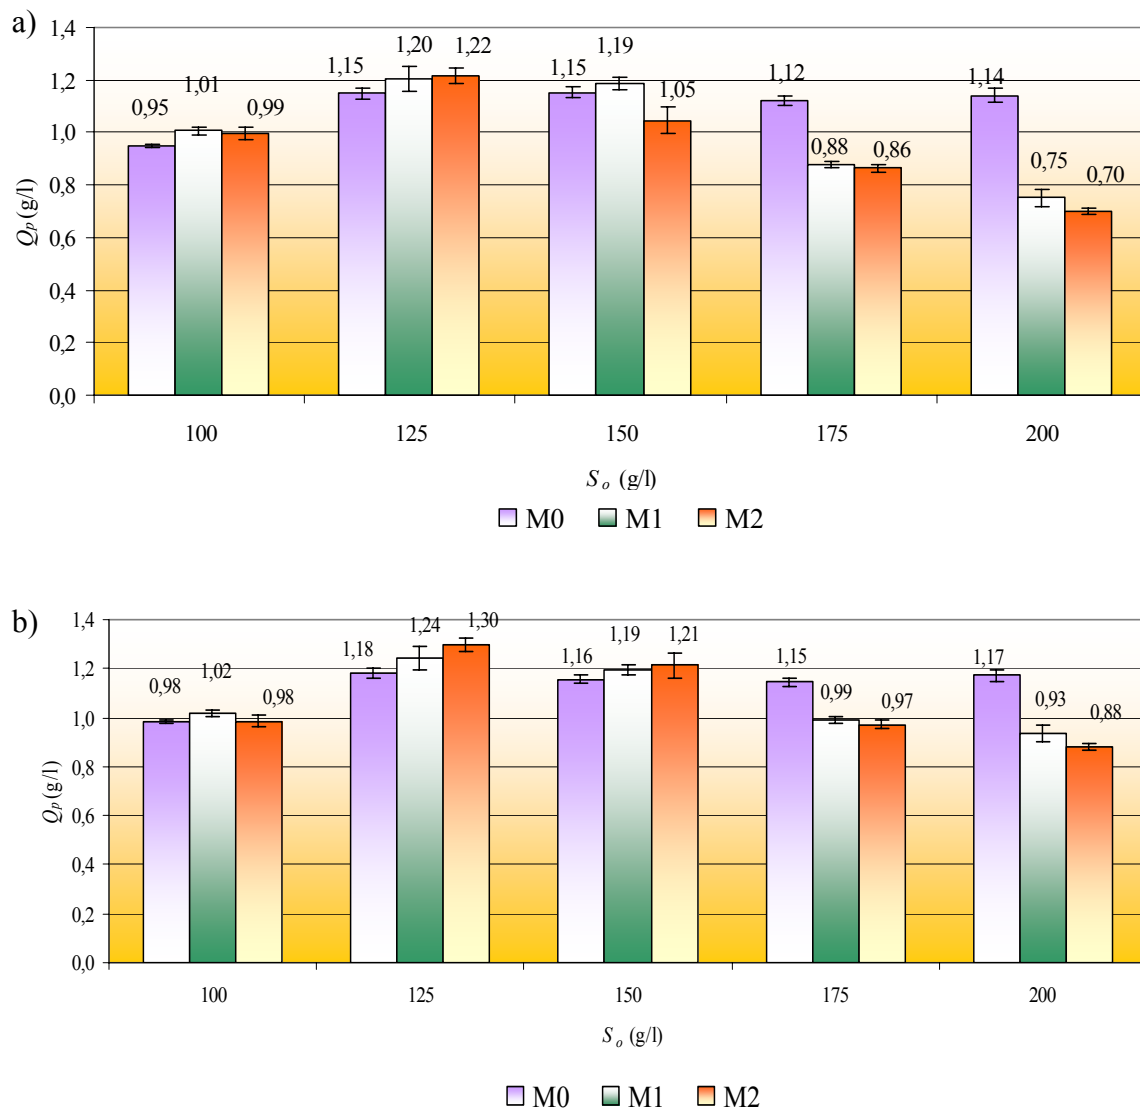 a)
1,4
1,2
1,0
0,8
0,6
0,4
0,2
0,0
Qp (g/l)
0,95 1,01 0,99
1,15 1,20 1,22
1,15 1,19 1,05
1,12 0,88 0,86
1,14 0,75 0,70
100 125 150 175 200
So (g/l)
M0 M1 M2
b)
1,4
1,2
1,0
0,8
0,6
0,4
0,2
0,0
Qp (g/l)
0,98 1,02 0,98
1,18 1,24 1,30
1,16 1,19 1,21
1,15 0,99 0,97
1,17 0,93 0,88
100 125 150 175 200
So (g/l)
M0 M1 M2